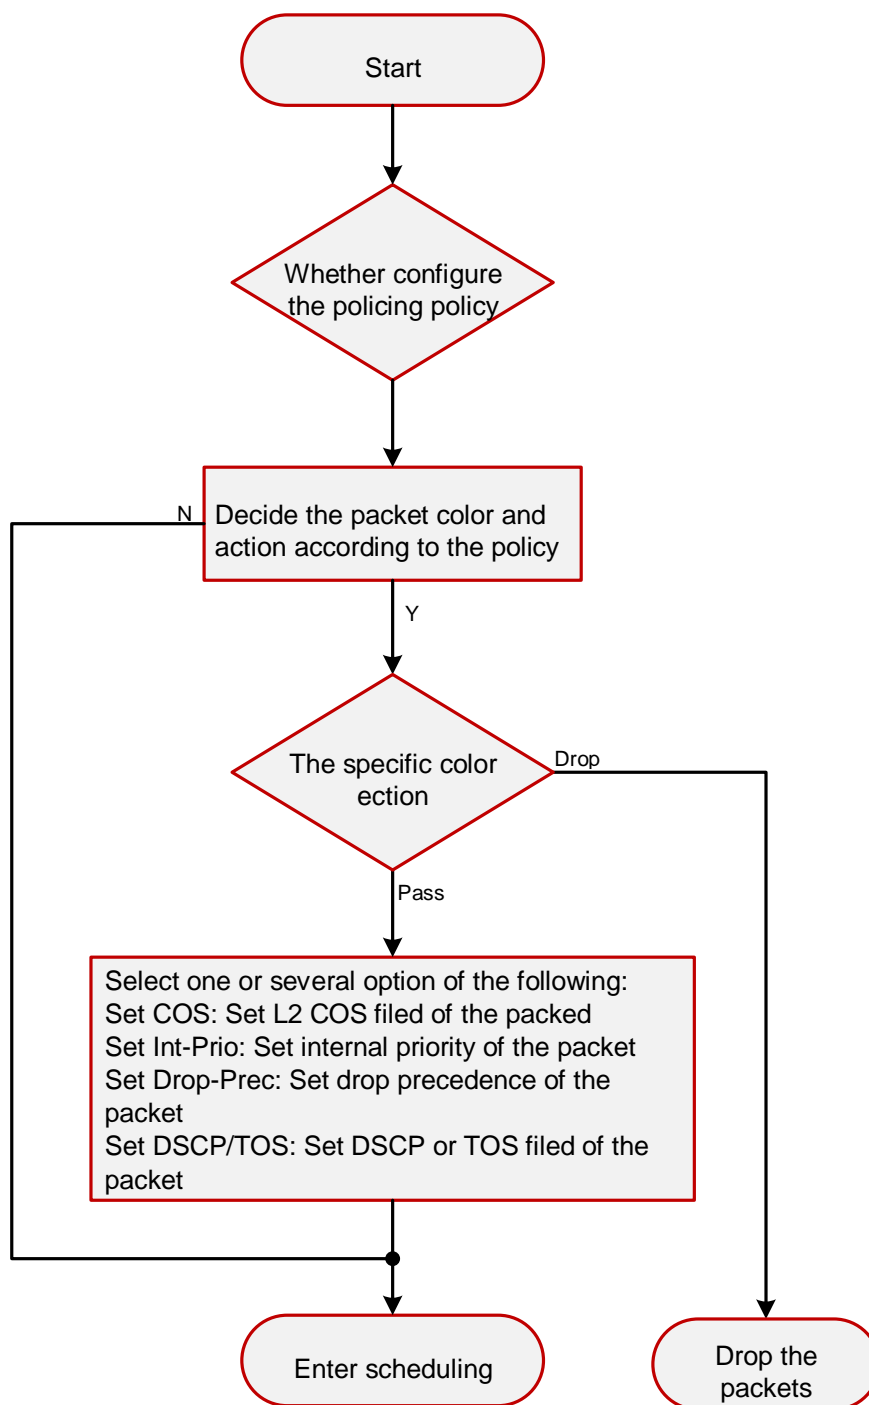 Start
Whether configure
the policing policy
N
Decide the packet color and
action according to the policy
Y
The specific color
ection
Drop
Pass
Select one or several option of the following:
Set COS: Set L2 COS filed of the packed
Set Int-Prio: Set internal priority of the packet
Set Drop-Prec: Set drop precedence of the
packet
Set DSCP/TOS: Set DSCP or TOS filed of the
packet
Enter scheduling
Drop the
packets